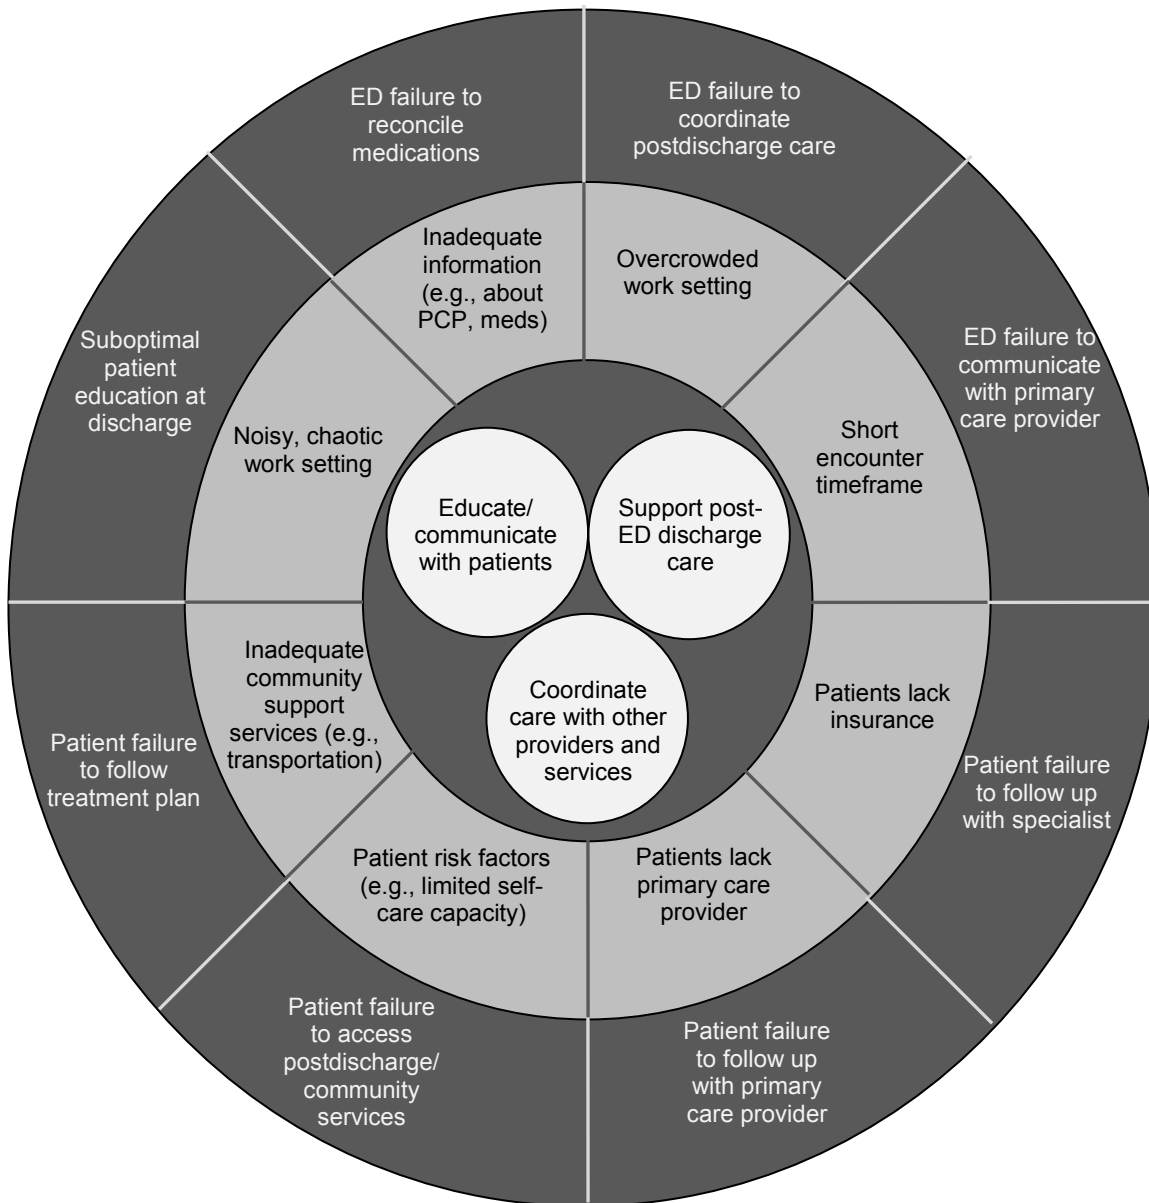 ED failure to
reconcile
medications
ED failure to
coordinate
postdischarge care
Suboptimal
patient
education at
discharge
Inadequate
information
(e.g., about
PCP, meds)
Overcrowded
work setting
ED failure to
communicate
with primary
care provider
Noisy, chaotic
work setting
Short
encounter
timeframe
Educate/
communicate
with patients
Support post-
ED discharge
care
Coordinate
care with other
providers and
services
Inadequate
community
support
services (e.g.,
transportation)
Patients lack
insurance
Patient failure
to follow
treatment plan
Patient failure
to follow up
with specialist
Patient risk factors
(e.g., limited self-
care capacity)
Patients lack
primary care
provider
Patient failure
to access
postdischarge/
community
services
Patient failure
to follow up
with primary
care provider